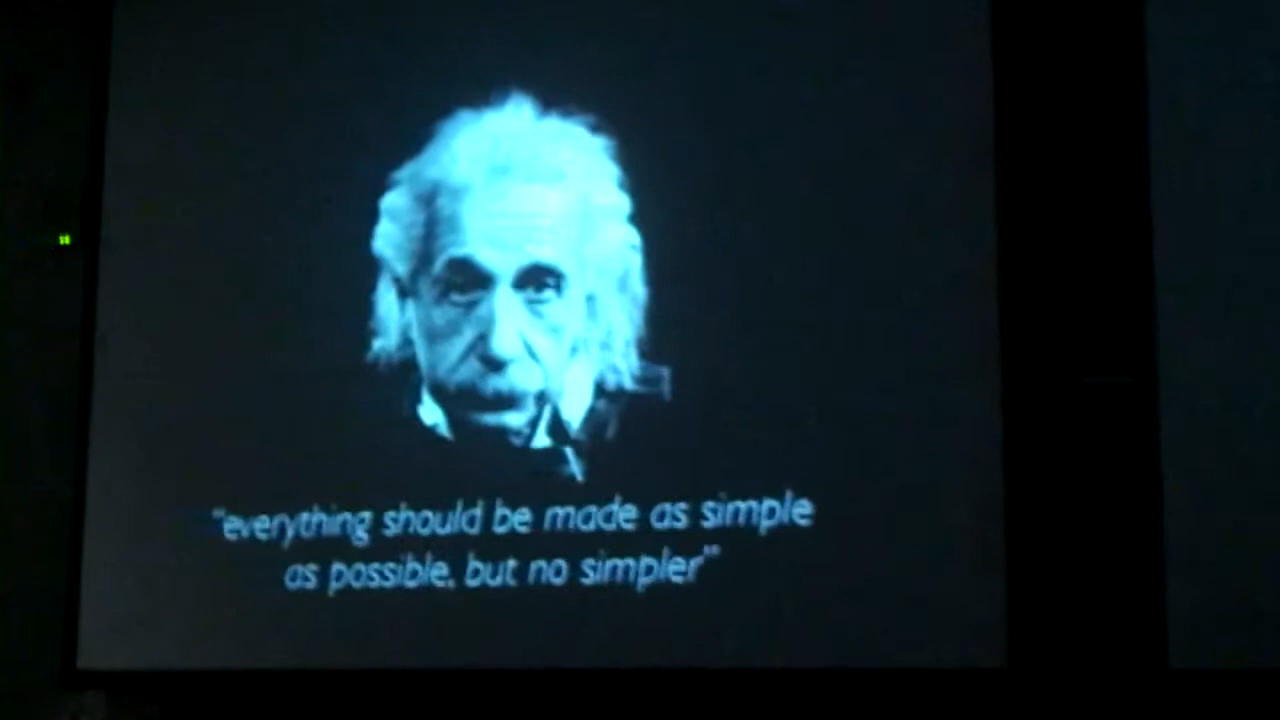 "everything should be made as simple
as possible, but no simpler"